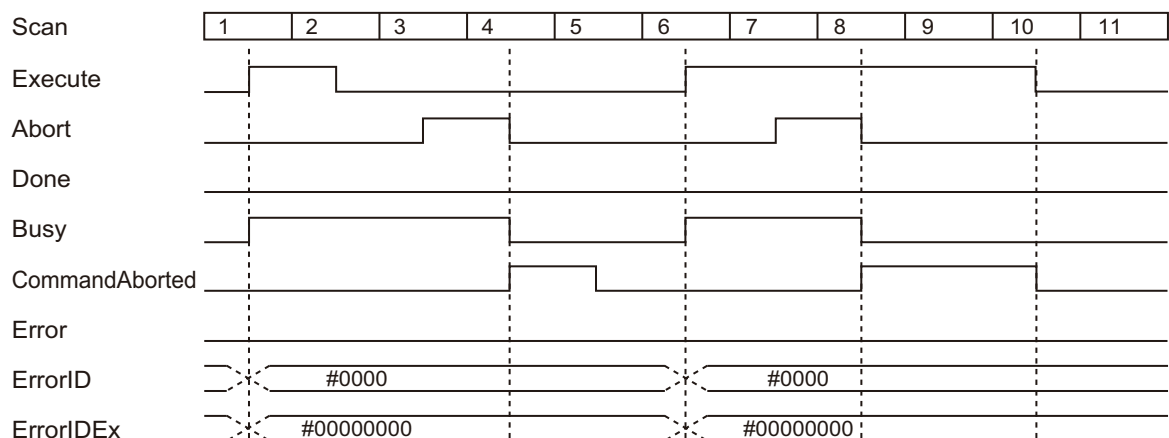 Scan 1 2 3 4 5 6 7 8 9 10 11
Execute
Abort
Done
Busy
CommandAborted
Error
ErrorID #0000 #0000
ErrorIDEx #00000000 #00000000